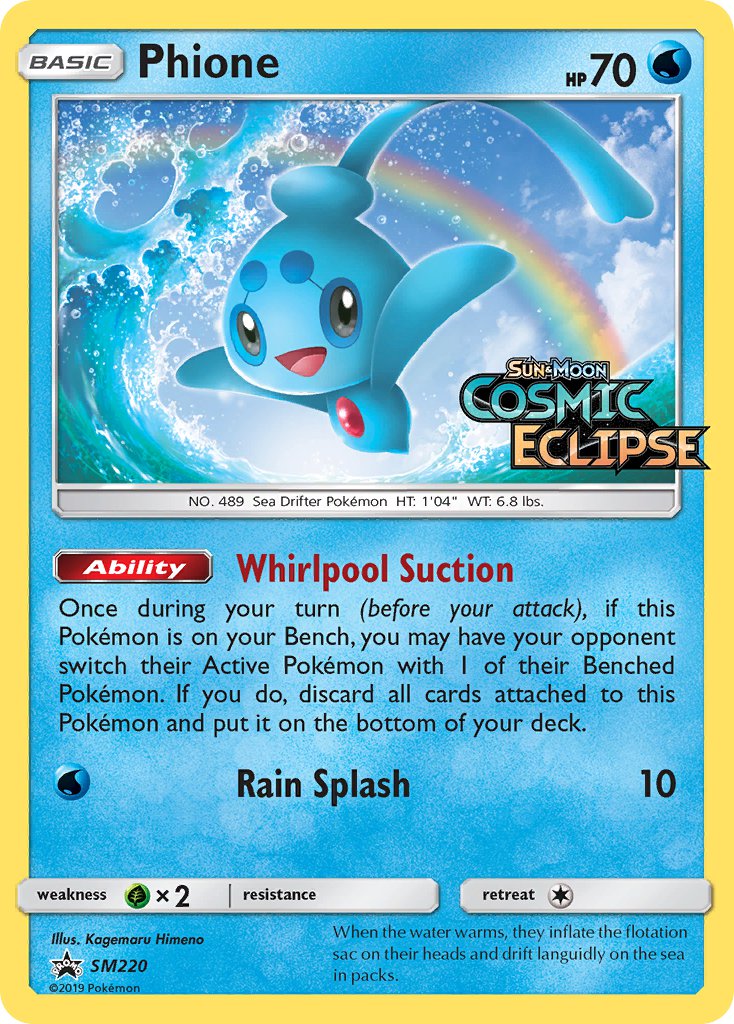 BASIC Phione HP 70
SUN & MOON
COSMIC
ECLIPSE
NO. 489 Sea Drifter Pokémon HT: 1'04" WT: 6.8 lbs.
Ability Whirlpool Suction
Once during your turn (before your attack), if this
Pokémon is on your Bench, you may have your opponent
switch their Active Pokémon with 1 of their Benched
Pokémon. If you do, discard all cards attached to this
Pokémon and put it on the bottom of your deck.
Rain Splash 10
weakness ×2 resistance retreat
Illus. Kagemaru Himeno
PROMO SM220
©2019 Pokémon
When the water warms, they inflate the flotation
sac on their heads and drift languidly on the sea
in packs.